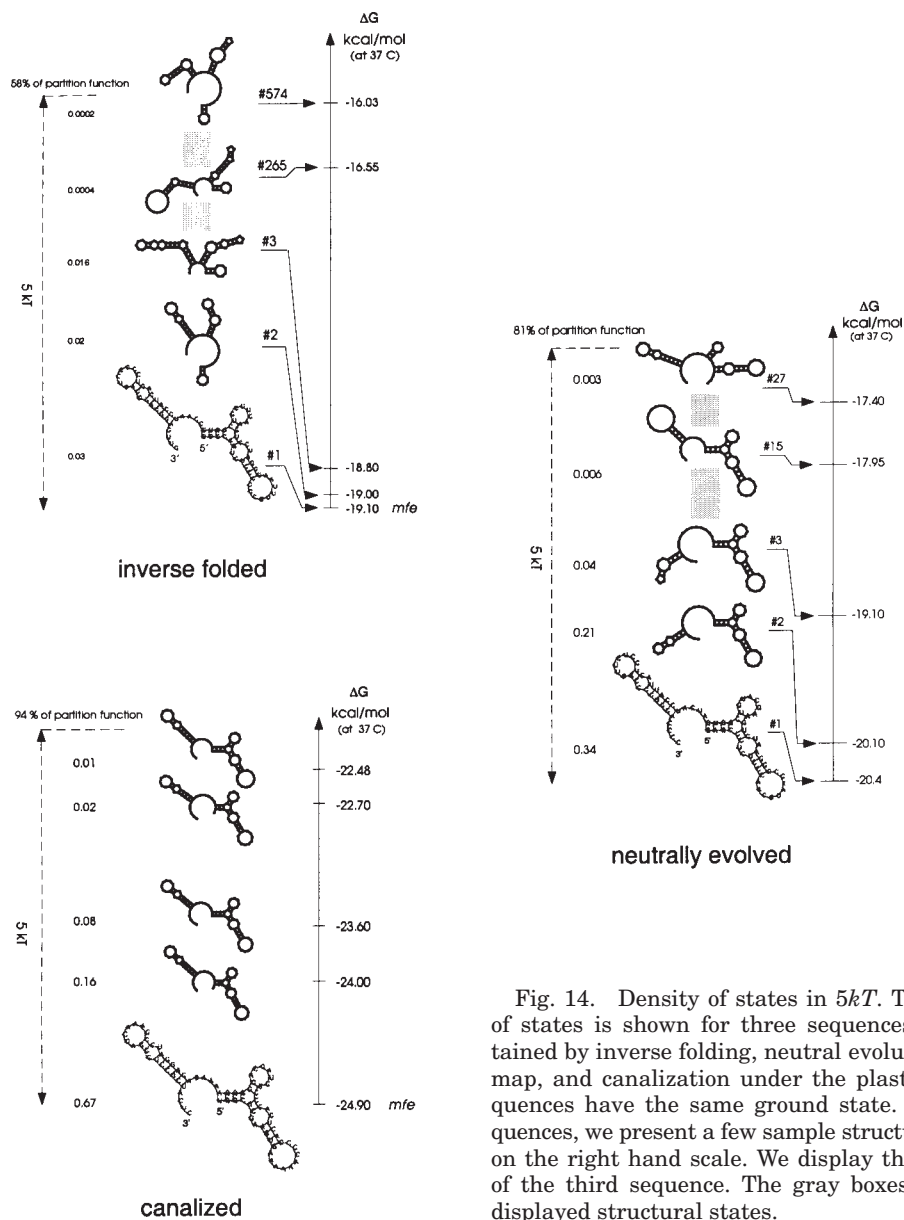 ΔG
kcal/mol
(at 37 C)
58% of partition function
5 kT
0.0002
#574
-16.03
#265
-16.55
0.0004
#3
0.016
#2
0.02
#1
0.03
3´
5´
-18.80
-19.00
-19.10 mfe
inverse folded
ΔG
kcal/mol
(at 37 C)
81% of partition function
5 kT
0.003
#27
-17.40
#15
-17.95
0.006
#3
0.04
-19.10
#2
0.21
#1
0.34
3´
5´
-20.10
-20.4
neutrally evolved
ΔG
kcal/mol
(at 37 C)
94 % of partition function
5 kT
0.01
-22.48
0.02
-22.70
0.08
-23.60
0.16
-24.00
0.67
3´
5´
-24.90 mfe
canalized
Fig. 14. Density of states in 5kT. T
of states is shown for three sequences
tained by inverse folding, neutral evolu
map, and canalization under the plast
quences have the same ground state.
quences, we present a few sample structu
on the right hand scale. We display th
of the third sequence. The gray boxes
displayed structural states.